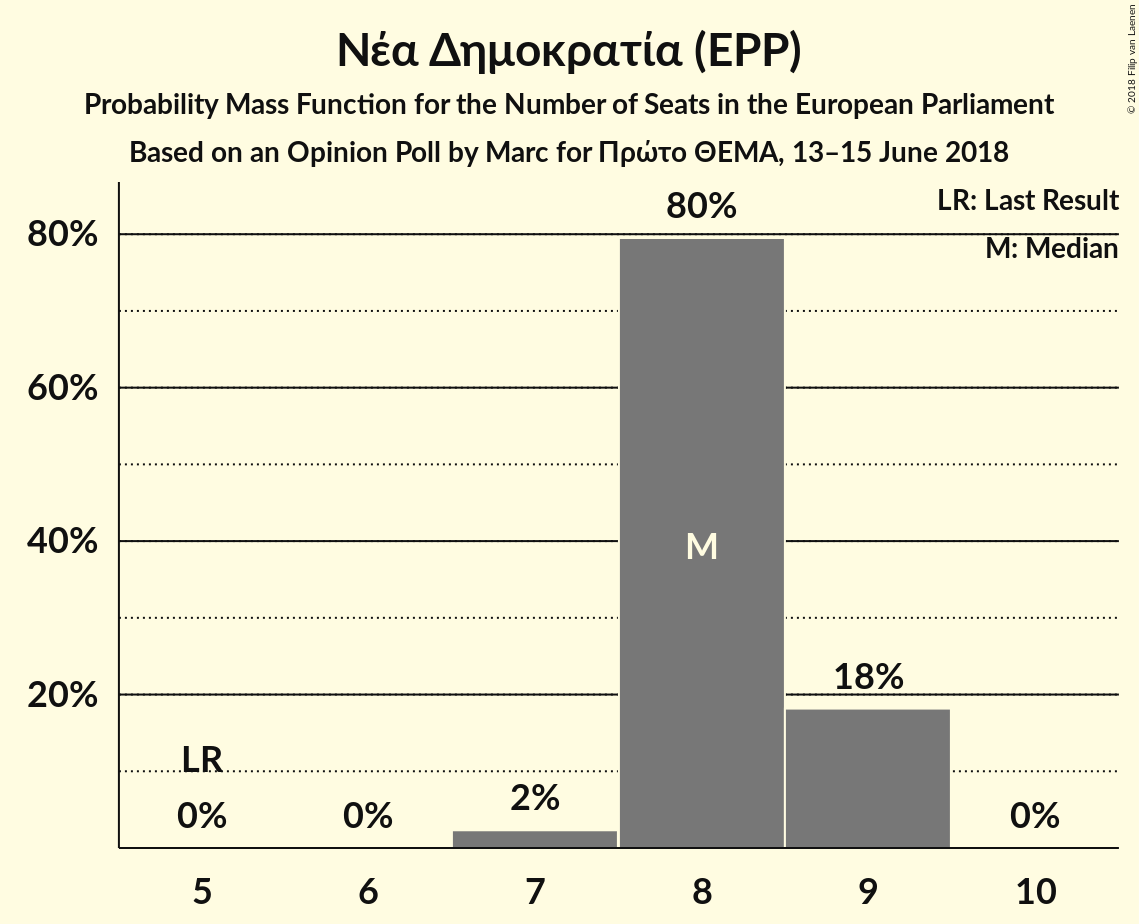 Νέα Δημοκρατία (EPP)
Probability Mass Function for the Number of Seats in the European Parliament
Based on an Opinion Poll by Marc for Πρώτο ΘΕΜΑ, 13–15 June 2018
© 2018 Filip van Laenen
LR: Last Result
M: Median
80%
60%
40%
20%
LR
0%
0%
2%
80%
M
18%
0%
5
6
7
8
9
10